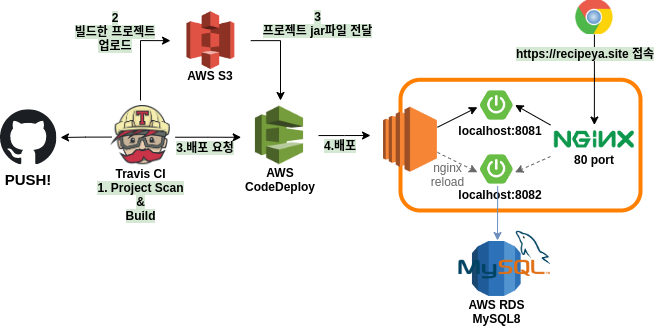 2
빌드한 프로젝트
업로드
3
프로젝트 jar파일 전달
https://recipeya.site 접속
AWS S3
PUSH!
T
Travis CI
1. Project Scan
&
Build
3.배포 요청
AWS
CodeDeploy
4.배포
localhost:8081
NGINX
80 port
nginx
reload
localhost:8082
MySQL
AWS RDS
MySQL8